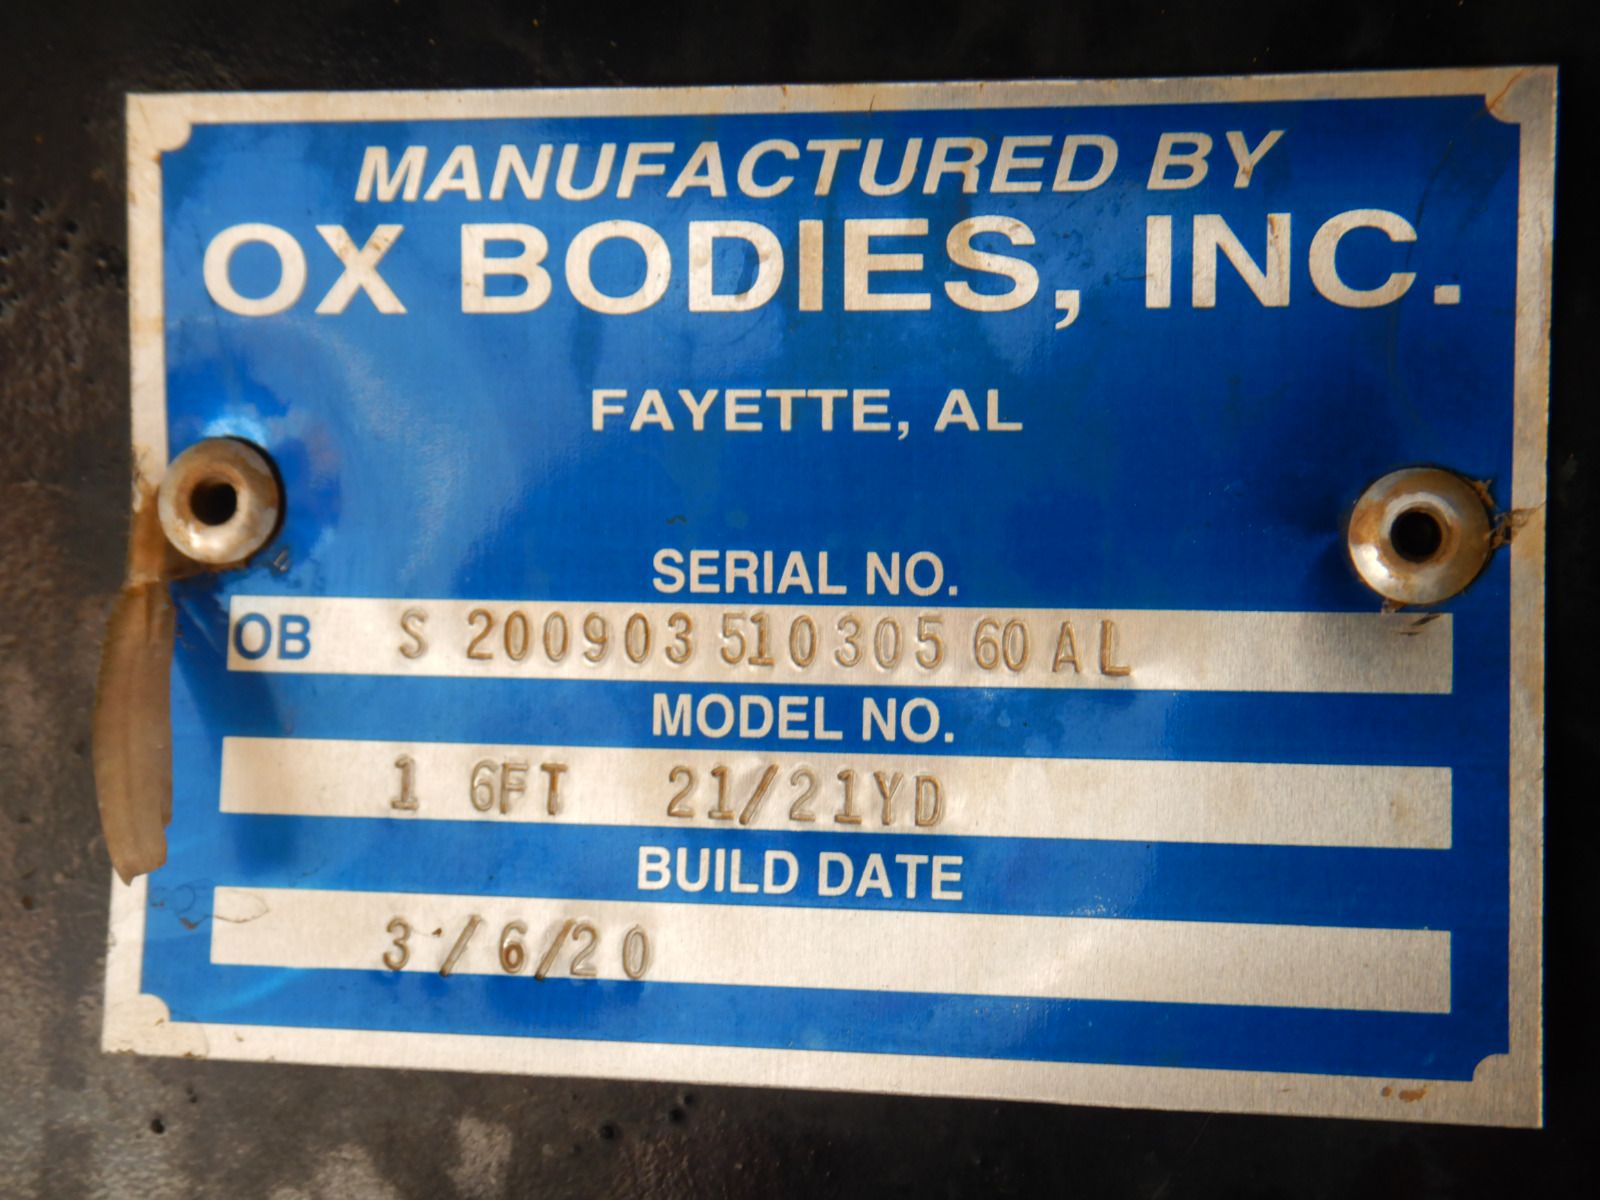 MANUFACTURED BY
OX BODIES, INC.
FAYETTE, AL
SERIAL NO.
OB S 200903 510305 60 AL
MODEL NO.
1 6FT 21/21YD
BUILD DATE
3/6/20